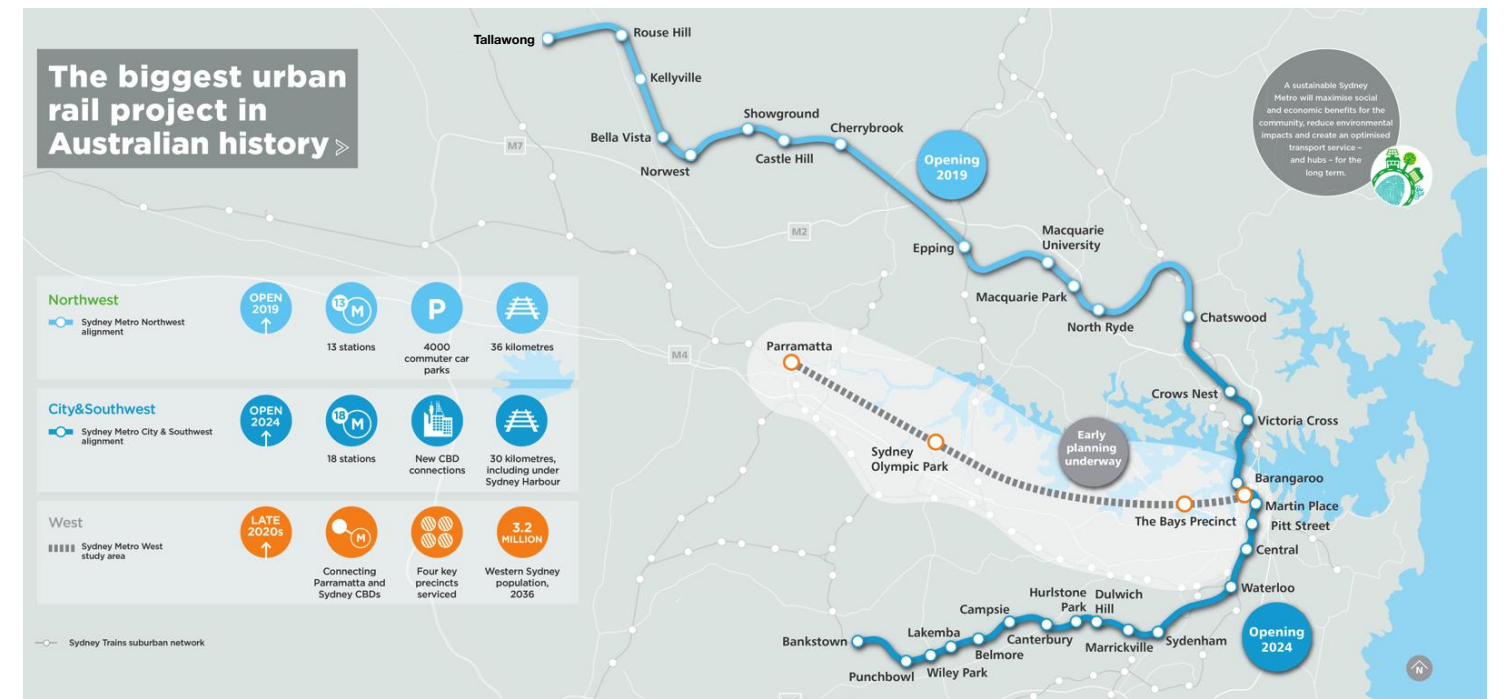 The biggest urban
rail project in
Australian history
A sustainable Sydney
Metro will maximise social
and economic benefits for the
community, reduce environmental
impacts and create an optimised
transport service –
and hubs – for the
long term.
Tallawong
Rouse Hill
Kellyville
Bella Vista
Norwest
Showground
Castle Hill
Cherrybrook
Opening
2019
M7
M2
Epping
Macquarie
University
Macquarie Park
North Ryde
Chatswood
Northwest
Sydney Metro Northwest
alignment
OPEN
2019
13
M
13 stations
P
4000
commuter car
parks
36 kilometres
M4
Parramatta
Sydney
Olympic Park
Early
planning
underway
The Bays Precinct
Crows Nest
Victoria Cross
Barangaroo
Martin Place
Pitt Street
Central
Waterloo
City&Southwest
Sydney Metro City & Southwest
alignment
OPEN
2024
18
M
18 stations
New CBD
connections
30 kilometres,
including under
Sydney Harbour
West
Sydney Metro West
study area
LATE
2020s
M
Connecting
Parramatta and
Sydney CBDs
Four key
precincts
serviced
3.2
MILLION
Western Sydney
population,
2036
Sydney Trains suburban network
Bankstown
Punchbowl
Wiley Park
Lakemba
Belmore
Campsie
Canterbury
Hurlstone
Park
Dulwich
Hill
Marrickville
Sydenham
Opening
2024
N